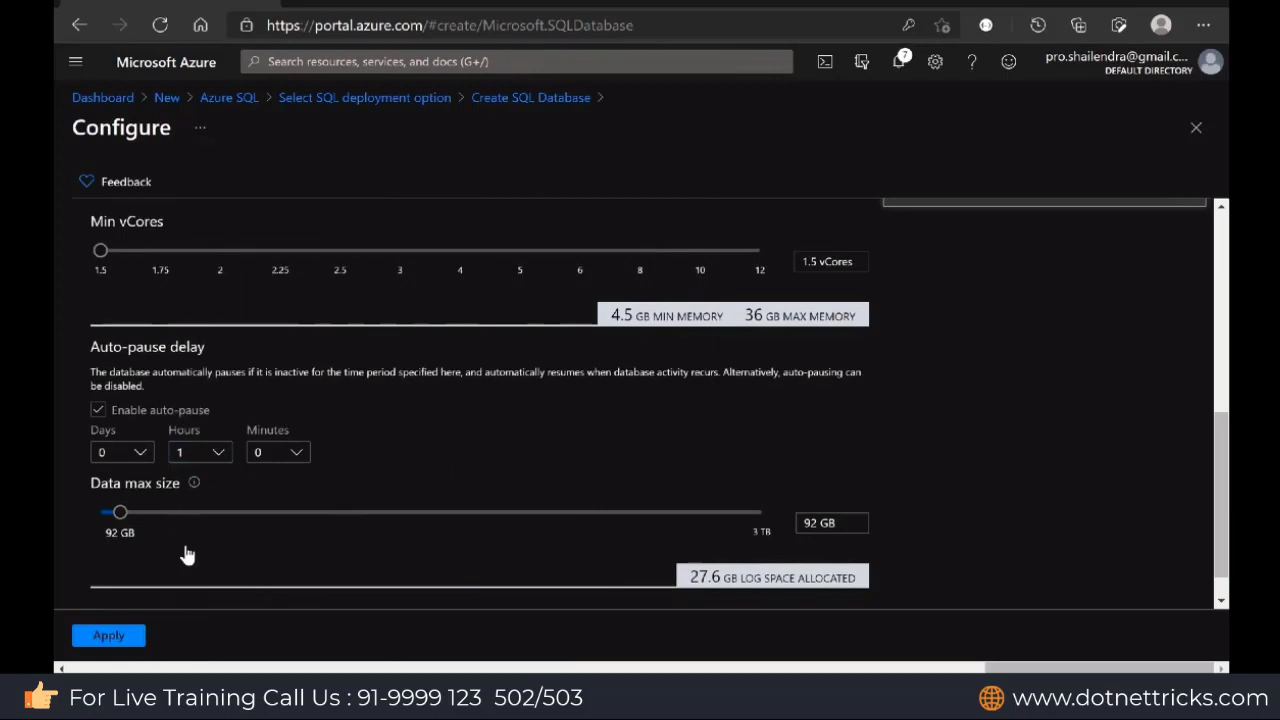 https://portal.azure.com/#create/Microsoft.SQLDatabase
Microsoft Azure
Search resources, services, and docs (G+/)
7
pro.shailendra@gmail.c...
DEFAULT DIRECTORY
Dashboard > New > Azure SQL > Select SQL deployment option > Create SQL Database >
Configure ...
Feedback
Min vCores
1.5 1.75 2 2.25 2.5 3 4 5 6 8 10 12
1.5 vCores
4.5 GB MIN MEMORY 36 GB MAX MEMORY
Auto-pause delay
The database automatically pauses if it is inactive for the time period specified here, and automatically resumes when database activity recurs. Alternatively, auto-pausing can
be disabled.
Enable auto-pause
Days Hours Minutes
0 1 0
Data max size
92 GB
3 TB
92 GB
27.6 GB LOG SPACE ALLOCATED
Apply
For Live Training Call Us : 91-9999 123 502/503
www.dotnettricks.com